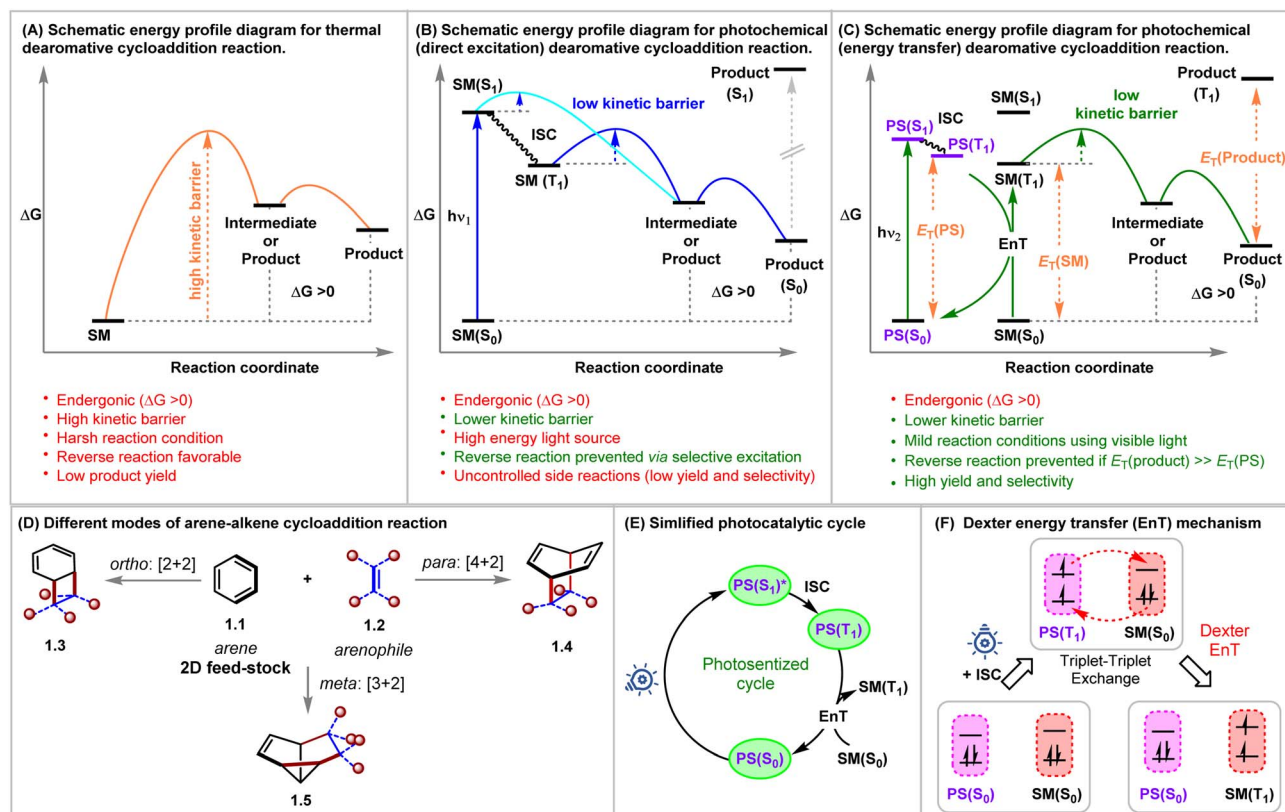 (A) Schematic energy profile diagram for thermal
dearomative cycloaddition reaction.
ΔG
high kinetic barrier
Intermediate
or
Product
Product
ΔG >0
SM
Reaction coordinate
• Endergonic (ΔG >0)
• High kinetic barrier
• Harsh reaction condition
• Reverse reaction favorable
• Low product yield
(B) Schematic energy profile diagram for photochemical
(direct excitation) dearomative cycloaddition reaction.
Product
(S1)
SM(S1)
low kinetic barrier
ISC
SM (T1)
ΔG
hν1
Intermediate
or
Product
Product
(S0)
ΔG >0
SM(S0)
Reaction coordinate
• Endergonic (ΔG >0)
• Lower kinetic barrier
• High energy light source
• Reverse reaction prevented via selective excitation
• Uncontrolled side reactions (low yield and selectivity)
(C) Schematic energy profile diagram for photochemical
(energy transfer) dearomative cycloaddition reaction.
Product
(T1)
SM(S1)
low
kinetic barrier
PS(S1)
ISC
PS(T1)
SM(T1)
ET(Product)
ΔG
hν2
ET(PS)
EnT
ET(SM)
Intermediate
or
Product
Product
(S0)
ΔG >0
PS(S0)
SM(S0)
Reaction coordinate
• Endergonic (ΔG >0)
• Lower kinetic barrier
• Mild reaction conditions using visible light
• Reverse reaction prevented if ET(product) >> ET(PS)
• High yield and selectivity
(D) Different modes of arene-alkene cycloaddition reaction
ortho: [2+2]
+
para: [4+2]
1.3
1.1
1.2
1.4
arene
arenophile
2D feed-stock
meta: [3+2]
1.5
(E) Simlified photocatalytic cycle
PS(S1)*
ISC
PS(T1)
Photosentized
cycle
SM(T1)
EnT
SM(S0)
PS(S0)
(F) Dexter energy transfer (EnT) mechanism
PS(T1)
SM(S0)
+ ISC
Triplet-Triplet
Exchange
Dexter
EnT
PS(S0)
SM(S0)
PS(S0)
SM(T1)